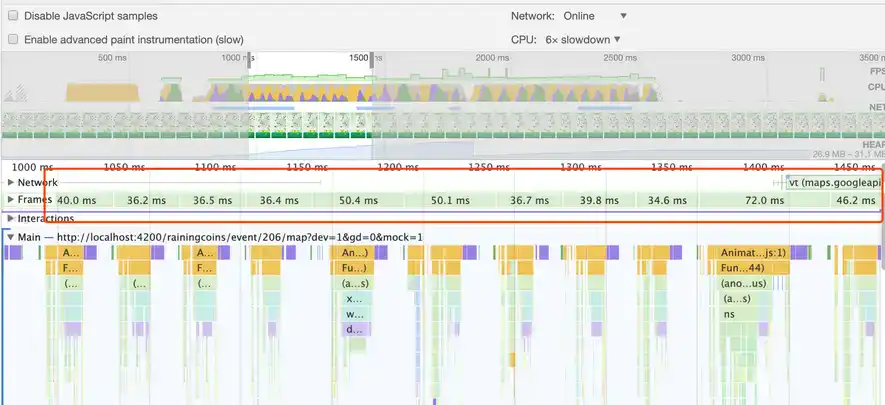 Disable JavaScript samples
Network: Online
Enable advanced paint instrumentation (slow)
CPU: 6× slowdown
500 ms 1000 ms 1500 ms 2000 ms 2500 ms 3000 ms 3500 m
FPS
CPU
NET
HEAP
26.9 MB – 31.1 MB
1000 ms 1050 ms 1100 ms 1150 ms 1200 ms 1250 ms 1300 ms 1350 ms 1400 ms 1450 ms
Network vt (maps.googleapi
Frames 40.0 ms 36.2 ms 36.5 ms 36.4 ms 50.4 ms 50.1 ms 36.7 ms 39.8 ms 34.6 ms 72.0 ms 46.2 ms
Interactions
Main — http://localhost:4200/rainingcoins/event/206/map?dev=1&gd=0&mock=1
A... A... An...) Animat...js:1)
F... F... Fu...) Fun...44)
(... (... (... (... (a...s) (ano...us)
x... (a...s)
w... ns
d...